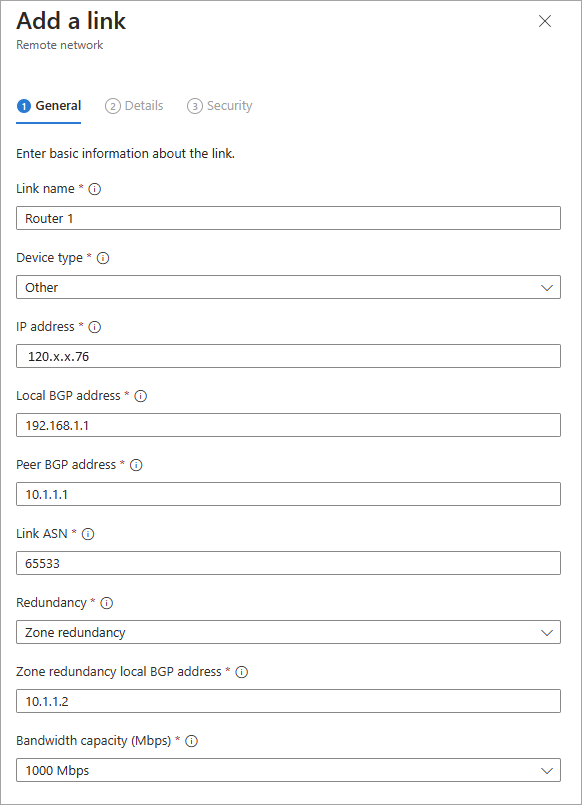 Add a link
Remote network
1 General 2 Details 3 Security
Enter basic information about the link.
Link name *
Router 1
Device type *
Other
IP address *
120.x.x.76
Local BGP address *
192.168.1.1
Peer BGP address *
10.1.1.1
Link ASN *
65533
Redundancy *
Zone redundancy
Zone redundancy local BGP address *
10.1.1.2
Bandwidth capacity (Mbps) *
1000 Mbps